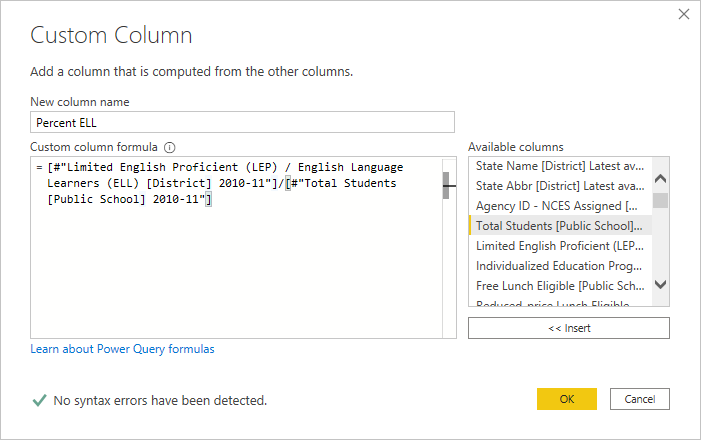 Custom Column
Add a column that is computed from the other columns.
New column name
Percent ELL
Custom column formula
Available columns
= [#"Limited English Proficient (LEP) / English Language
Learners (ELL) [District] 2010-11"]/[#"Total Students
[Public School] 2010-11"]
State Name [District] Latest av...
State Abbr [District] Latest ava...
Agency ID - NCES Assigned [...
Total Students [Public School]...
Limited English Proficient (LEP...
Individualized Education Prog...
Free Lunch Eligible [Public Sch...
Reduced-price Lunch Eligible
<< Insert
Learn about Power Query formulas
No syntax errors have been detected.
OK
Cancel